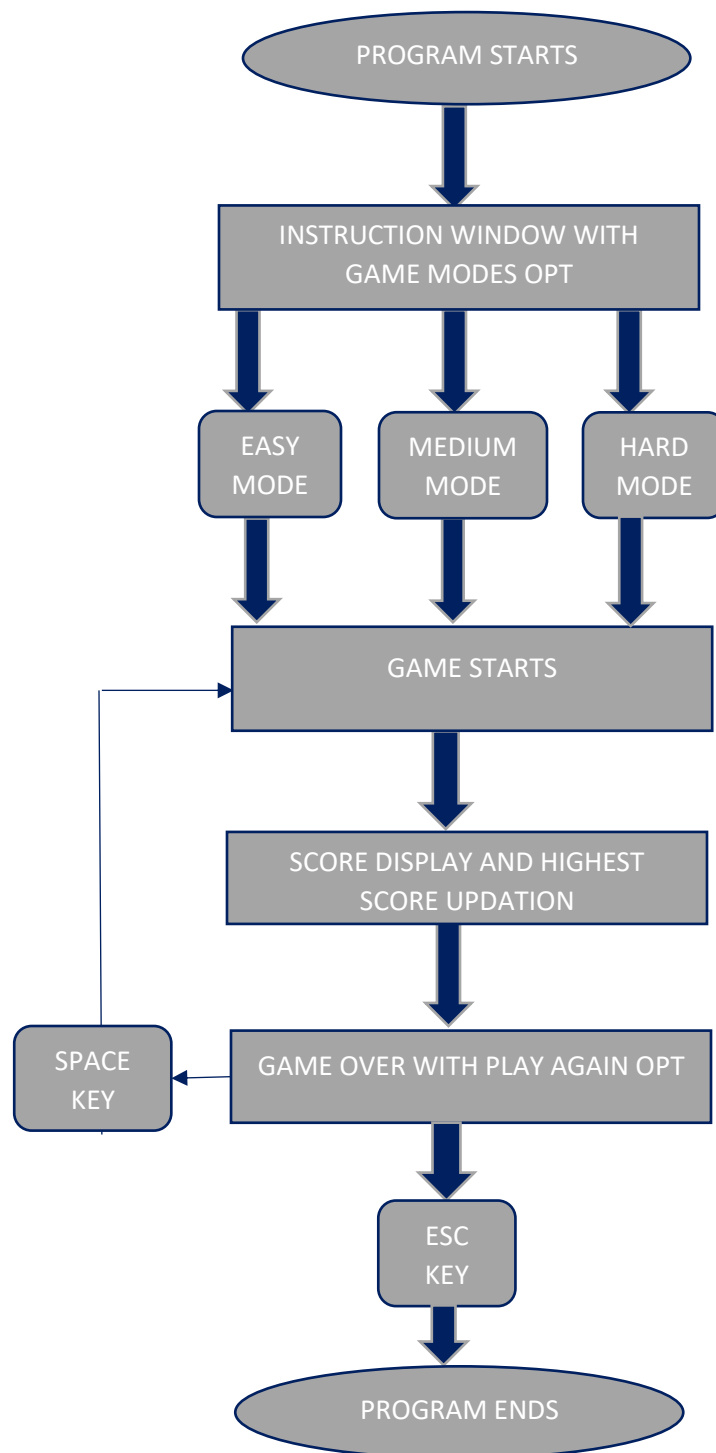 PROGRAM STARTS
INSTRUCTION WINDOW WITH
GAME MODES OPT
EASY
MODE
MEDIUM
MODE
HARD
MODE
GAME STARTS
SCORE DISPLAY AND HIGHEST
SCORE UPDATION
SPACE
KEY
GAME OVER WITH PLAY AGAIN OPT
ESC
KEY
PROGRAM ENDS